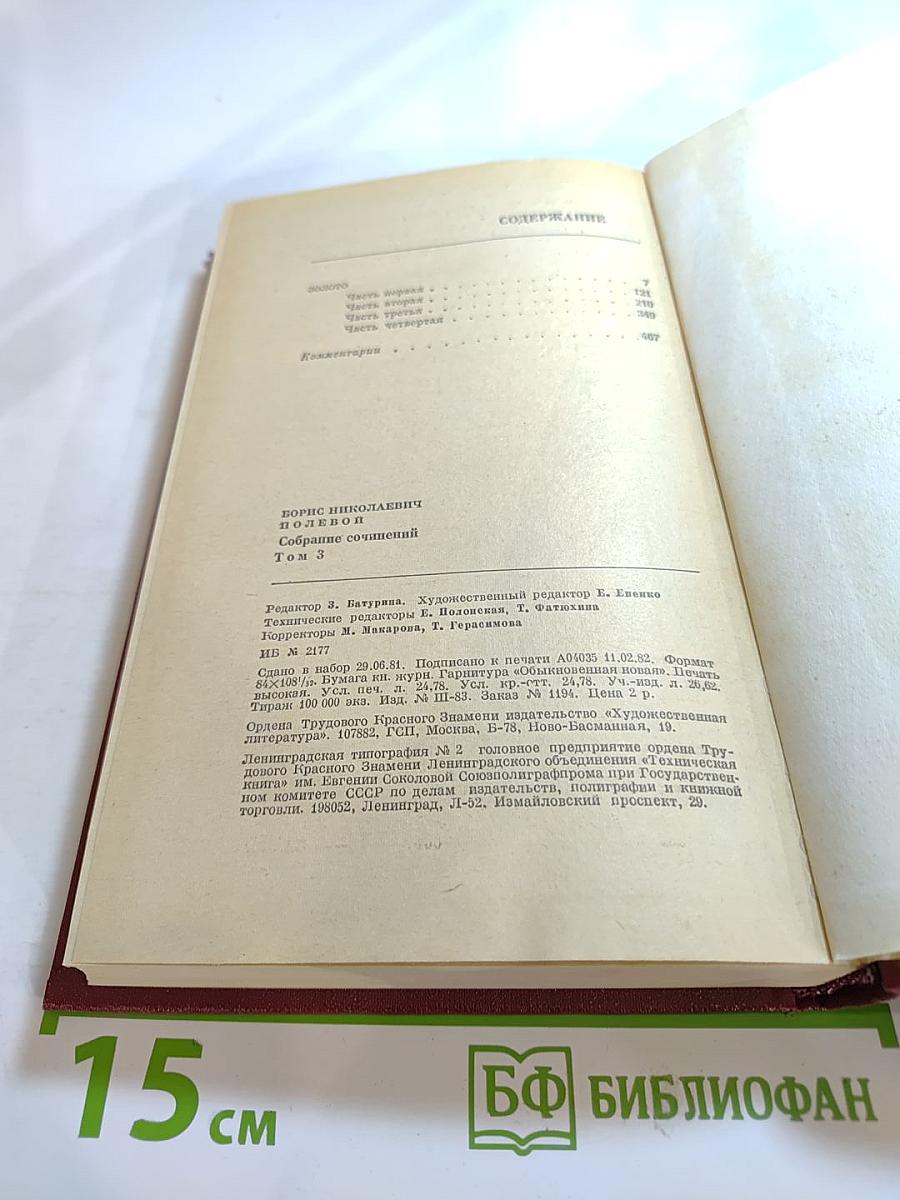 СОДЕРЖАНИЕ
ЗОЛОТО
Часть первая . . . . . . . . . . . . . . . . 7
Часть вторая . . . . . . . . . . . . . . . . 121
Часть третья . . . . . . . . . . . . . . . . 210
Часть четвертая . . . . . . . . . . . . . . . 349
Комментарии . . . . . . . . . . . . . . . . 467
БОРИС НИКОЛАЕВИЧ
ПОЛЕВОЙ
Собрание сочинений
Том 3
Редактор З. Батурина. Художественный редактор Е. Ененко
Технические редакторы Е. Полонская, Т. Фатюхина
Корректоры М. Макарова, Т. Герасимова
ИБ № 2177
Сдано в набор 29.06.81. Подписано к печати А04035 11.02.82. Формат
84×108¹/₃₂. Бумага кн. журн. Гарнитура «Обыкновенная новая». Печать
высокая. Усл. печ. л. 24,78. Усл. кр.-отт. 24,78. Уч.-изд. л. 26,62.
Тираж 100 000 экз. Изд. № III-83. Заказ № 1194. Цена 2 р.
Ордена Трудового Красного Знамени издательство «Художественная
литература». 107882, ГСП, Москва, Б-78, Ново-Басманная, 19.
Ленинградская типография № 2 головное предприятие ордена Тру-
дового Красного Знамени Ленинградского объединения «Техническая
книга» им. Евгении Соколовой Союзполиграфпрома при Государствен-
ном комитете СССР по делам издательств, полиграфии и книжной
торговли. 198052, Ленинград, Л-52, Измайловский проспект, 29.
15 см
БФ БИБЛИОФАН